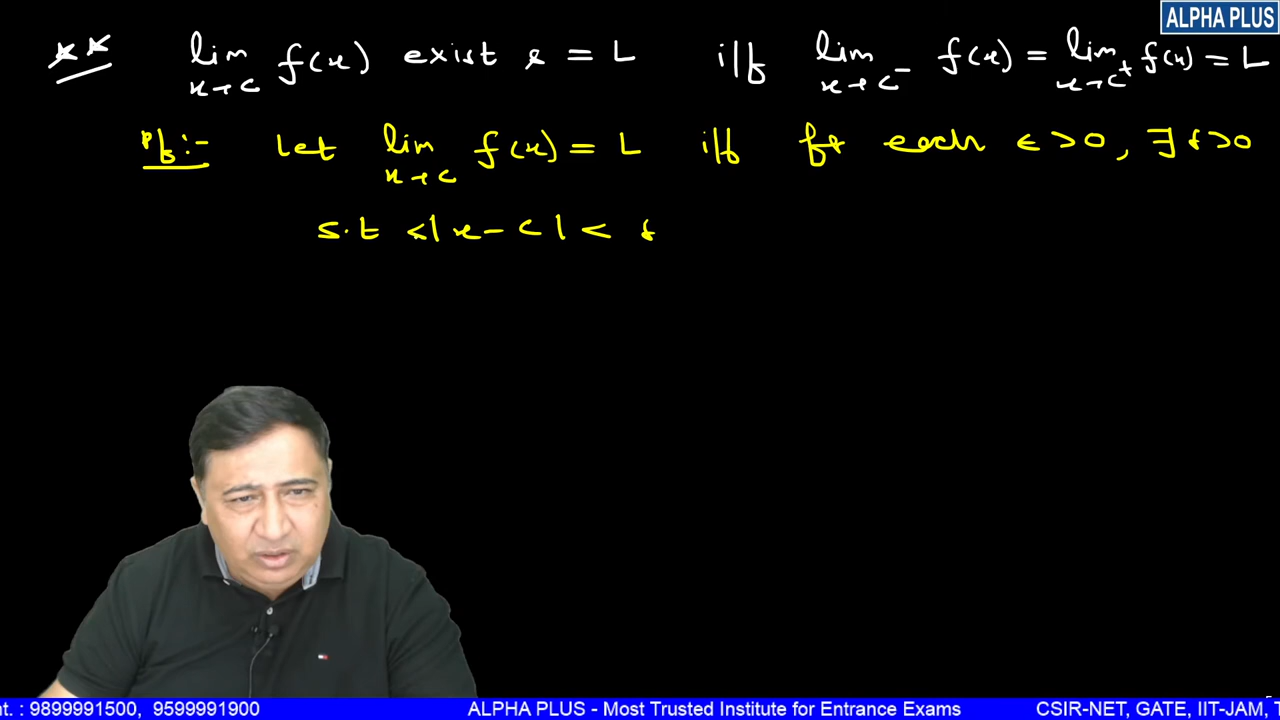 ALPHA PLUS
** lim x→c f(x) exist & = L iff lim x→c⁻ f(x) = lim x→c⁺ f(x) = L
Pf:- Let lim x→c f(x) = L iff for each ε > 0, ∃ δ > 0
s.t <|x - c| < δ
nt. : 9899991500, 9599991900 ALPHA PLUS - Most Trusted Institute for Entrance Exams CSIR-NET, GATE, IIT-JAM,